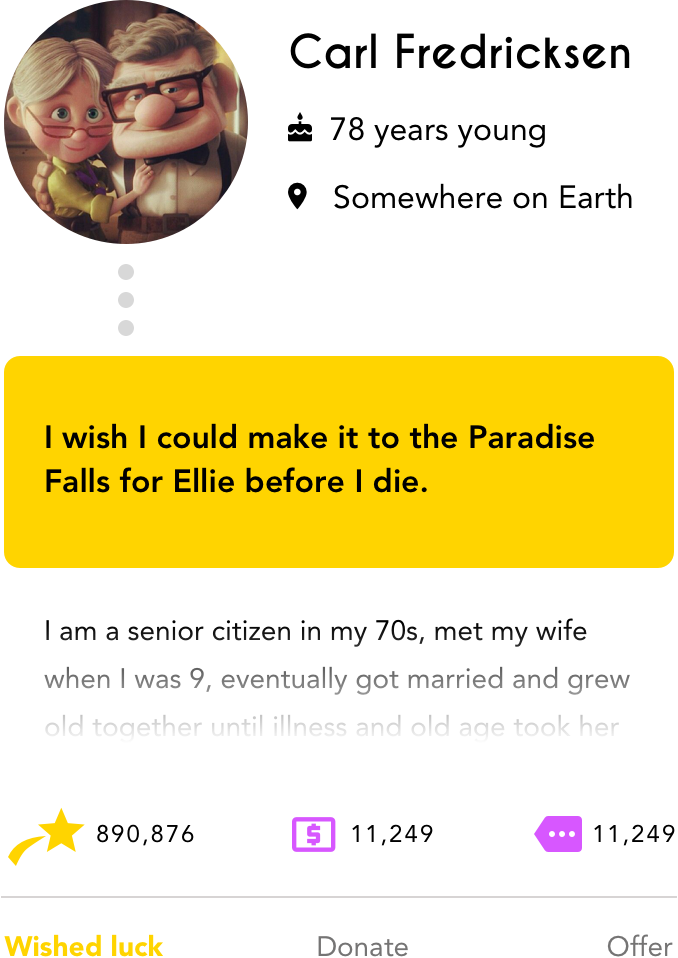 Carl Fredricksen
78 years young
Somewhere on Earth
I wish I could make it to the Paradise
Falls for Ellie before I die.
I am a senior citizen in my 70s, met my wife
when I was 9, eventually got married and grew
old together until illness and old age took her
890,876
$ 11,249
11,249
Wished luck
Donate
Offer